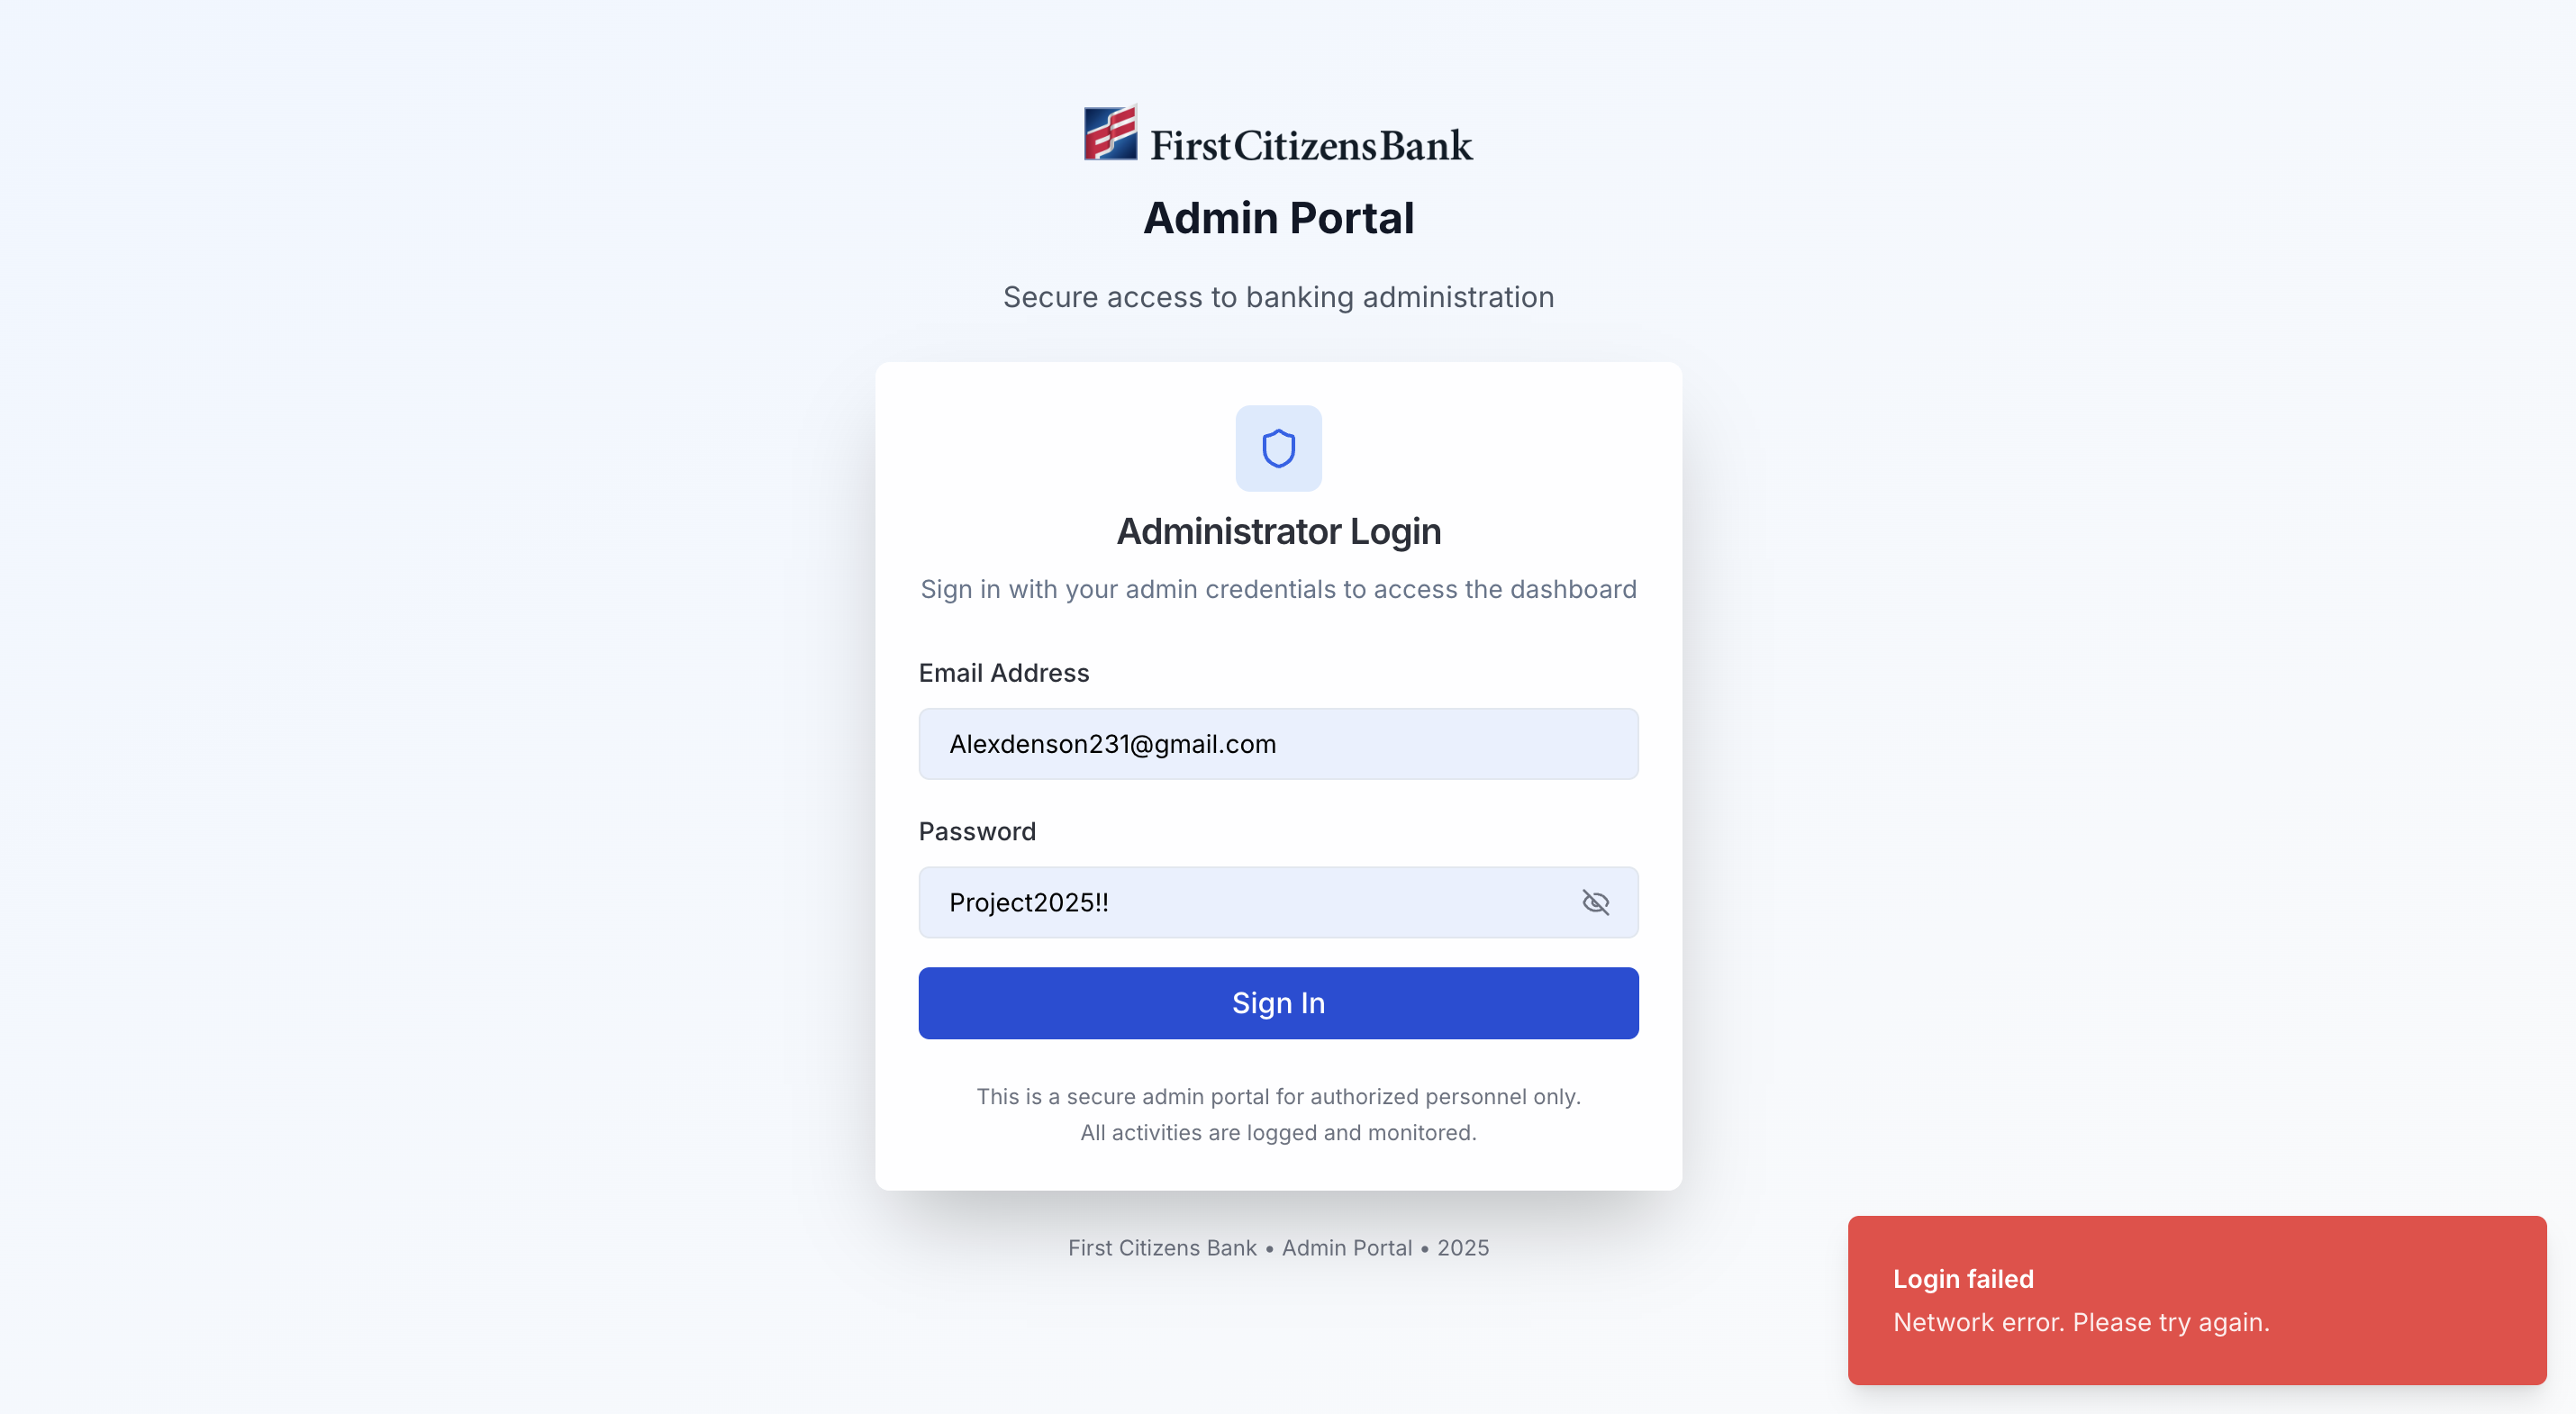 FirstCitizensBank
Admin Portal
Secure access to banking administration
Administrator Login
Sign in with your admin credentials to access the dashboard
Email Address
Alexdenson231@gmail.com
Password
Project2025!!
Sign In
This is a secure admin portal for authorized personnel only.
All activities are logged and monitored.
First Citizens Bank • Admin Portal • 2025
Login failed
Network error. Please try again.